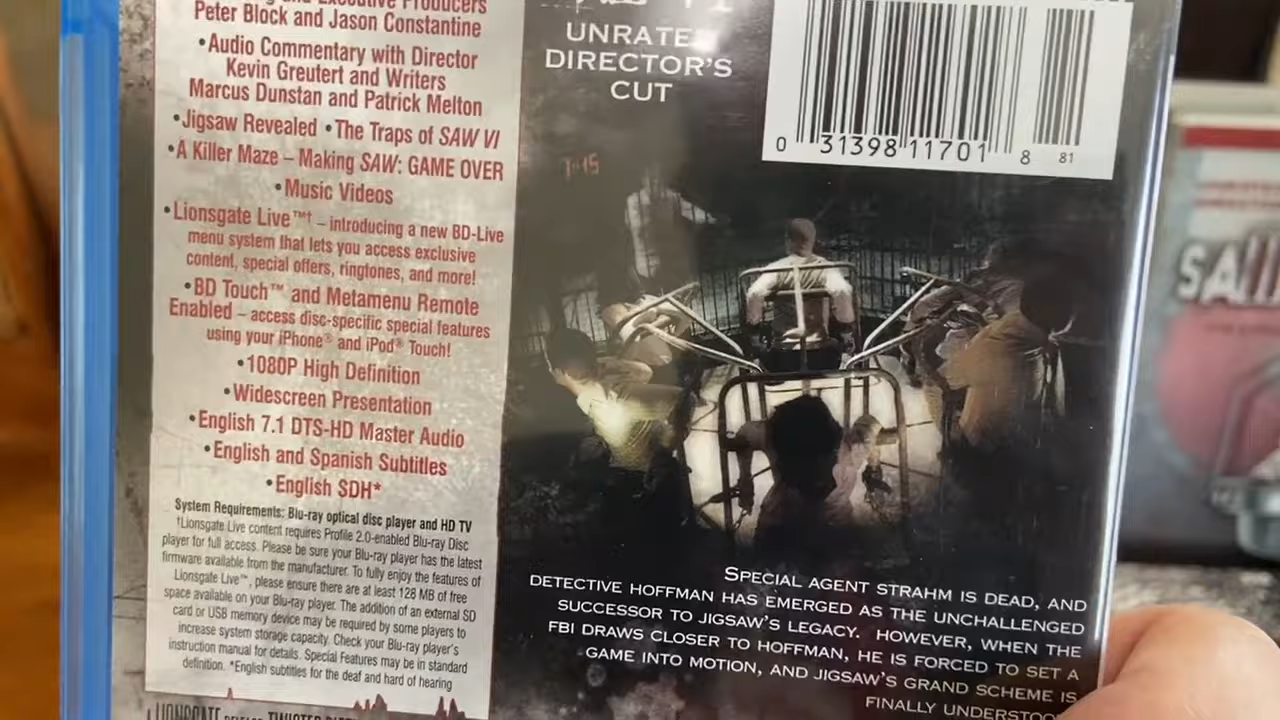 and Executive Producers
Peter Block and Jason Constantine
•Audio Commentary with Director
Kevin Greutert and Writers
Marcus Dunstan and Patrick Melton
•Jigsaw Revealed •The Traps of SAW VI
•A Killer Maze – Making SAW: GAME OVER
•Music Videos
•Lionsgate Live™† – introducing a new BD-Live
menu system that lets you access exclusive
content, special offers, ringtones, and more!
•BD Touch™ and Metamenu Remote
Enabled – access disc-specific special features
using your iPhone® and iPod® Touch!
•1080P High Definition
•Widescreen Presentation
•English 7.1 DTS-HD Master Audio
•English and Spanish Subtitles
•English SDH*
System Requirements: Blu-ray optical disc player and HD TV
†Lionsgate Live content requires Profile 2.0-enabled Blu-ray Disc
player for full access. Please be sure your Blu-ray player has the latest
firmware available from the manufacturer. To fully enjoy the features of
Lionsgate Live™, please ensure there are at least 128 MB of free
space available on your Blu-ray player. The addition of an external SD
card or USB memory device may be required by some players to
increase system storage capacity. Check your Blu-ray player's
instruction manual for details. Special Features may be in standard
definition. *English subtitles for the deaf and hard of hearing
LIONSGATE
UNRATED
DIRECTOR'S
CUT
0 31398 11701 8 81
SPECIAL AGENT STRAHM IS DEAD, AND
DETECTIVE HOFFMAN HAS EMERGED AS THE UNCHALLENGED
SUCCESSOR TO JIGSAW'S LEGACY. HOWEVER, WHEN THE
FBI DRAWS CLOSER TO HOFFMAN, HE IS FORCED TO SET A
GAME INTO MOTION, AND JIGSAW'S GRAND SCHEME IS
FINALLY UNDERSTOO
SAW